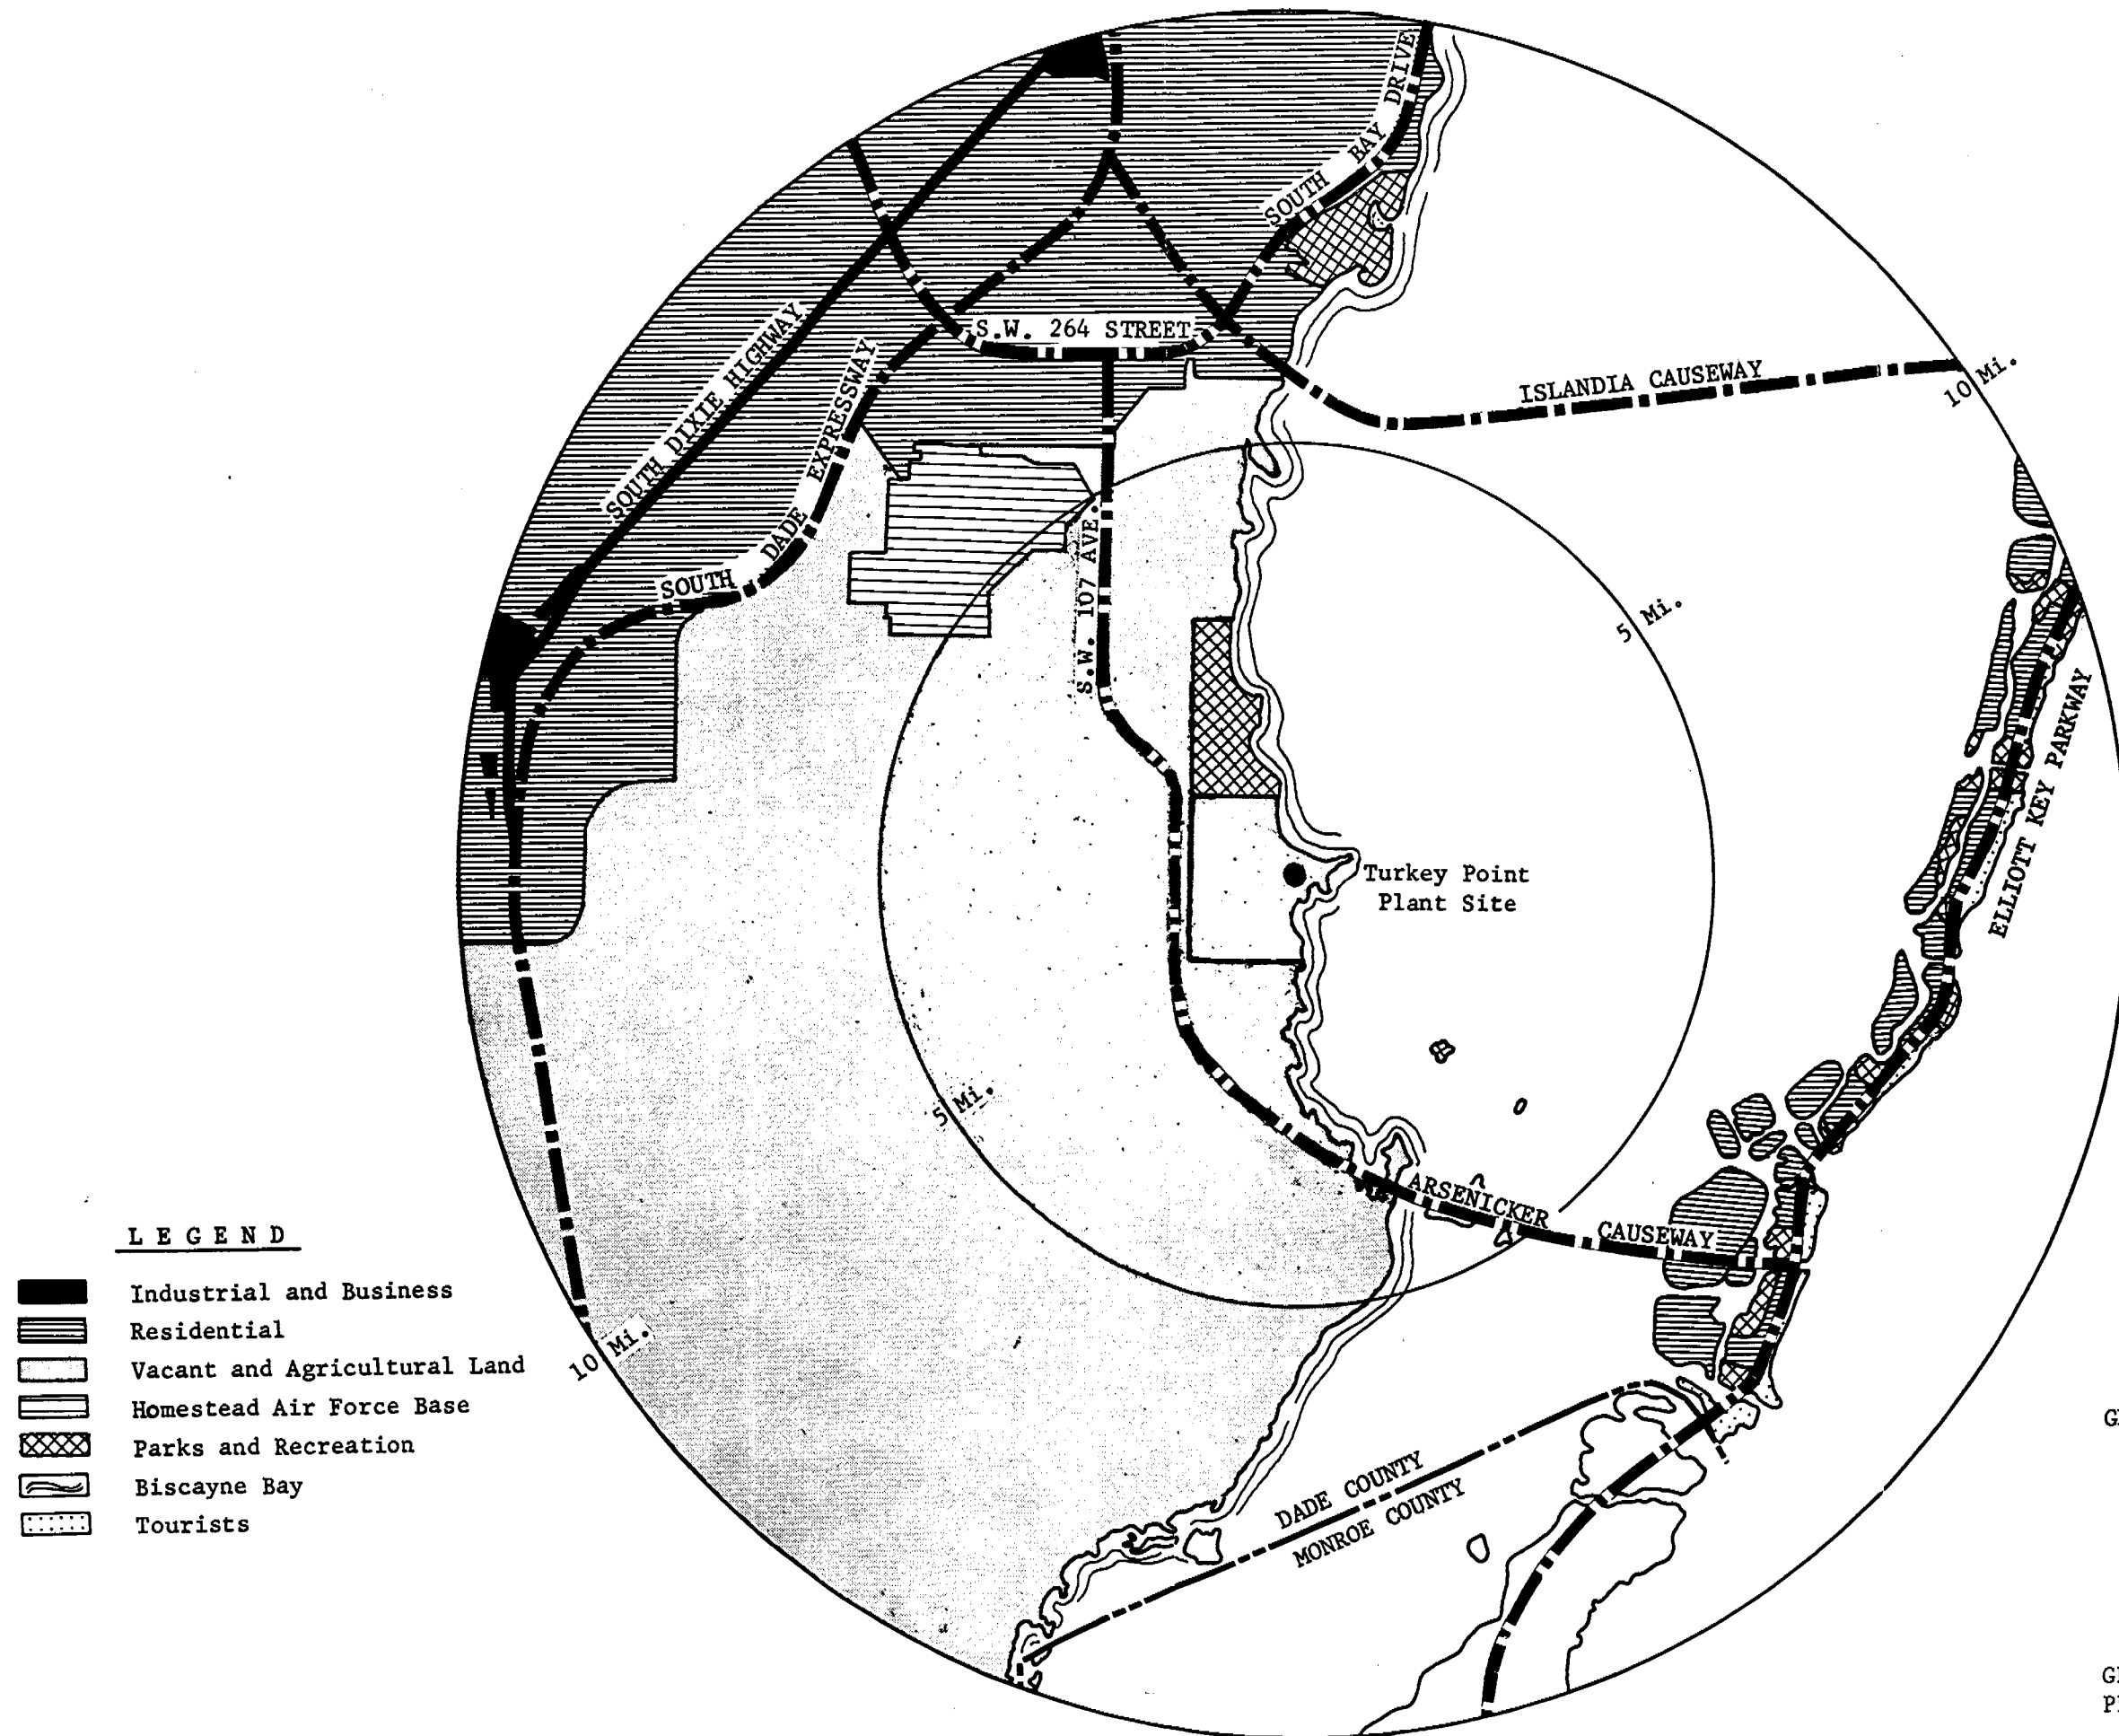 SOUTH BAY DRIVE
S.W. 264 STREET
SOUTH DIXIE HIGHWAY
SOUTH DADE EXPRESSWAY
ISLANDIA CAUSEWAY
10 Mi.
S.W. 107 AVE.
5 Mi.
ELLIOTT KEY PARKWAY
Turkey Point
Plant Site
5 Mi.
ARSENICKER CAUSEWAY
10 Mi.
DADE COUNTY
MONROE COUNTY
LEGEND
Industrial and Business
Residential
Vacant and Agricultural Land
Homestead Air Force Base
Parks and Recreation
Biscayne Bay
Tourists